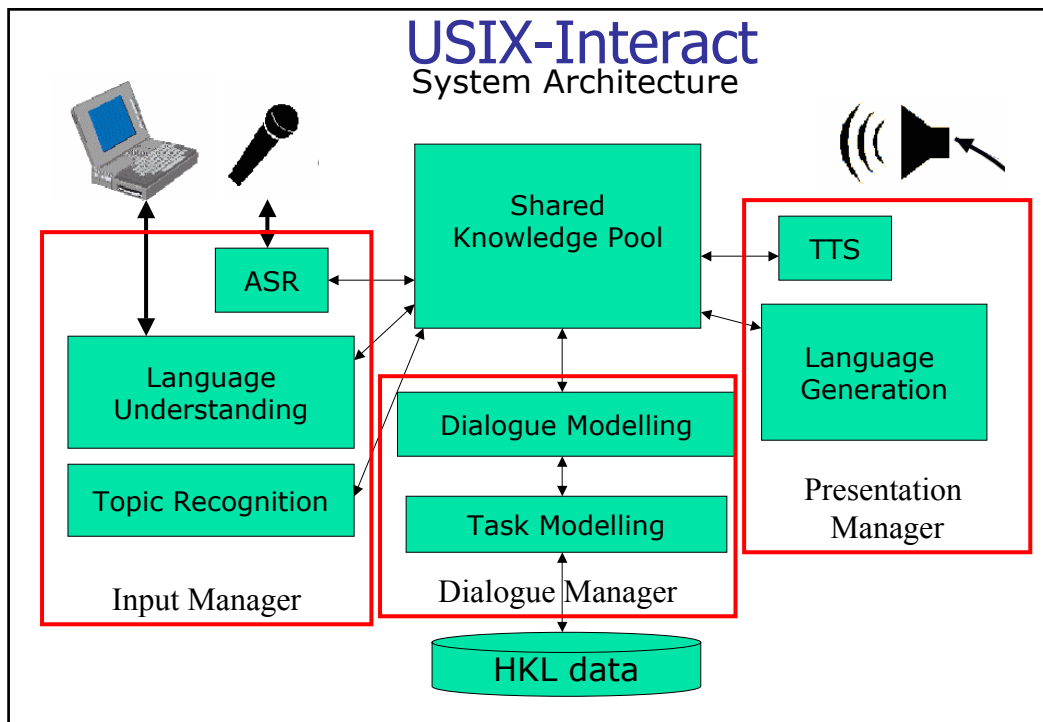 USIX-Interact
System Architecture
Shared
Knowledge Pool
TTS
ASR
Language
Understanding
Language
Generation
Dialogue Modelling
Topic Recognition
Presentation
Manager
Task Modelling
Input Manager
Dialogue Manager
HKL data